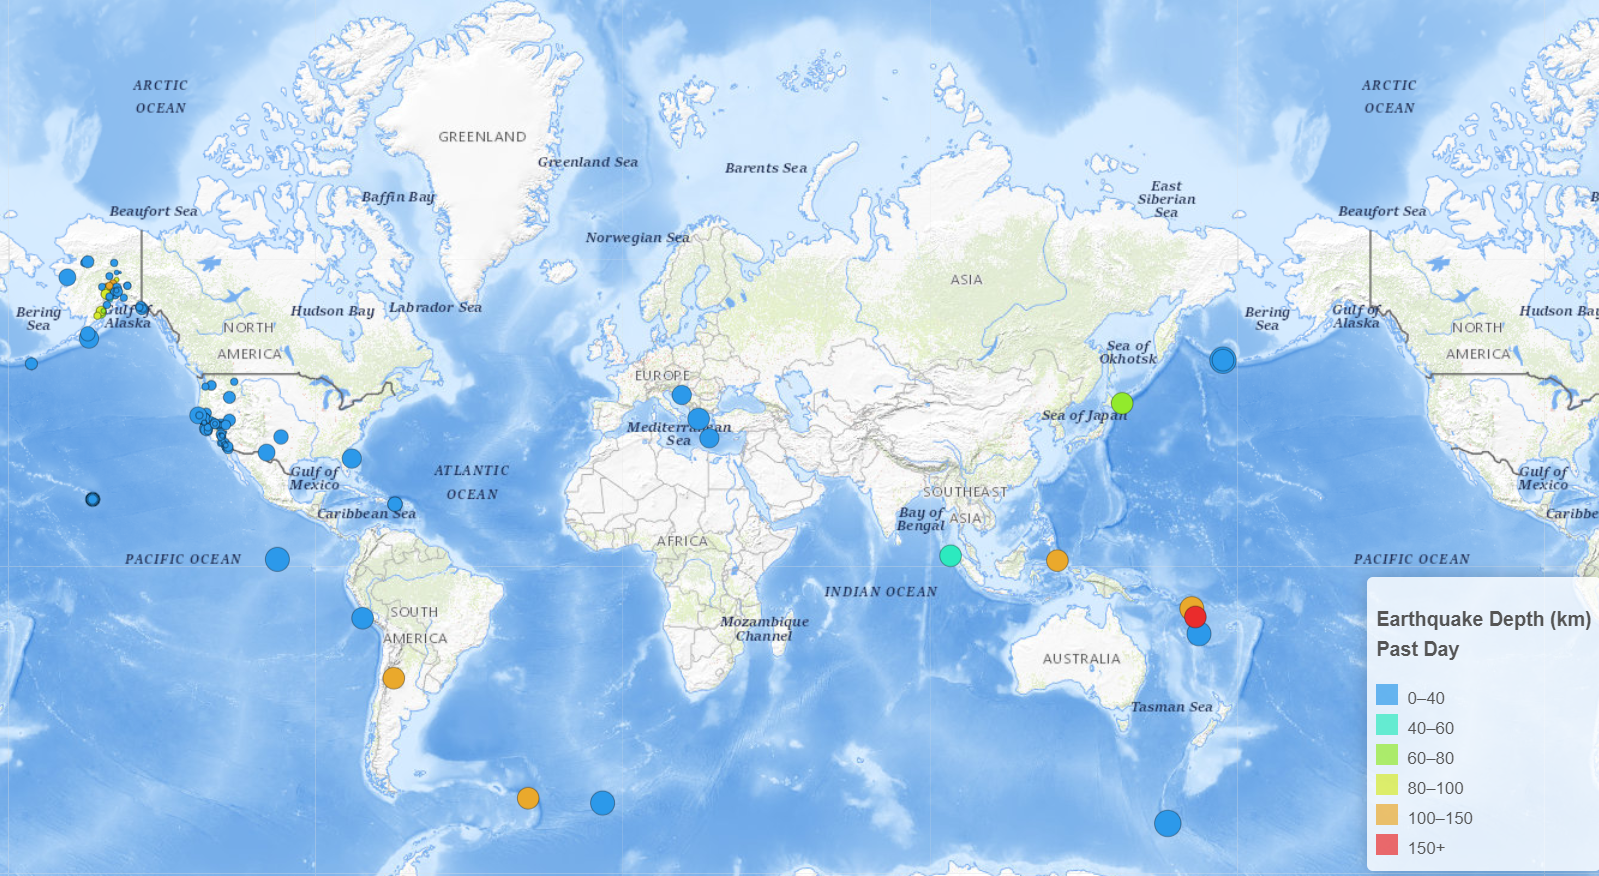 ARCTIC
OCEAN
ARCTIC
OCEAN
GREENLAND
Greenland Sea
Barents Sea
Baffin Bay
East
Siberian
Sea
Beaufort Sea
Beaufort Sea
Norwegian Sea
ASIA
Bering
Sea
Gulf of
Alaska
Hudson Bay
Labrador Sea
NORTH
AMERICA
Bering
Sea
Gulf of
Alaska
Hudson Bay
NORTH
AMERICA
Sea of
Okhotsk
EUROPE
Sea of Japan
Mediterranean
Sea
Gulf of
Mexico
ATLANTIC
OCEAN
Gulf of
Mexico
SOUTHEAST
ASIA
Bay of
Bengal
Caribbean Sea
Caribbe
AFRICA
PACIFIC OCEAN
PACIFIC OCEAN
INDIAN OCEAN
SOUTH
AMERICA
Mozambique
Channel
AUSTRALIA
Tasman Sea
Earthquake Depth (km)
Past Day
0–40
40–60
60–80
80–100
100–150
150+